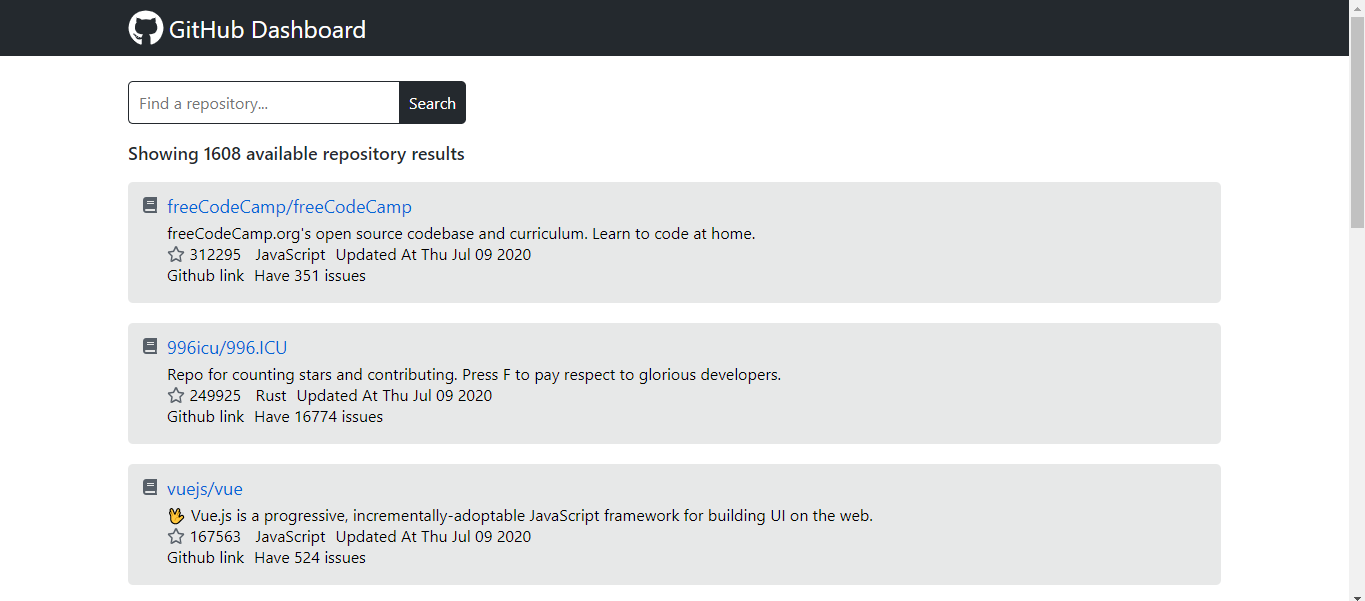 GitHub Dashboard
Find a repository...
Search
Showing 1608 available repository results
freeCodeCamp/freeCodeCamp
freeCodeCamp.org's open source codebase and curriculum. Learn to code at home.
312295 JavaScript Updated At Thu Jul 09 2020
Github link Have 351 issues
996icu/996.ICU
Repo for counting stars and contributing. Press F to pay respect to glorious developers.
249925 Rust Updated At Thu Jul 09 2020
Github link Have 16774 issues
vuejs/vue
🖖 Vue.js is a progressive, incrementally-adoptable JavaScript framework for building UI on the web.
167563 JavaScript Updated At Thu Jul 09 2020
Github link Have 524 issues